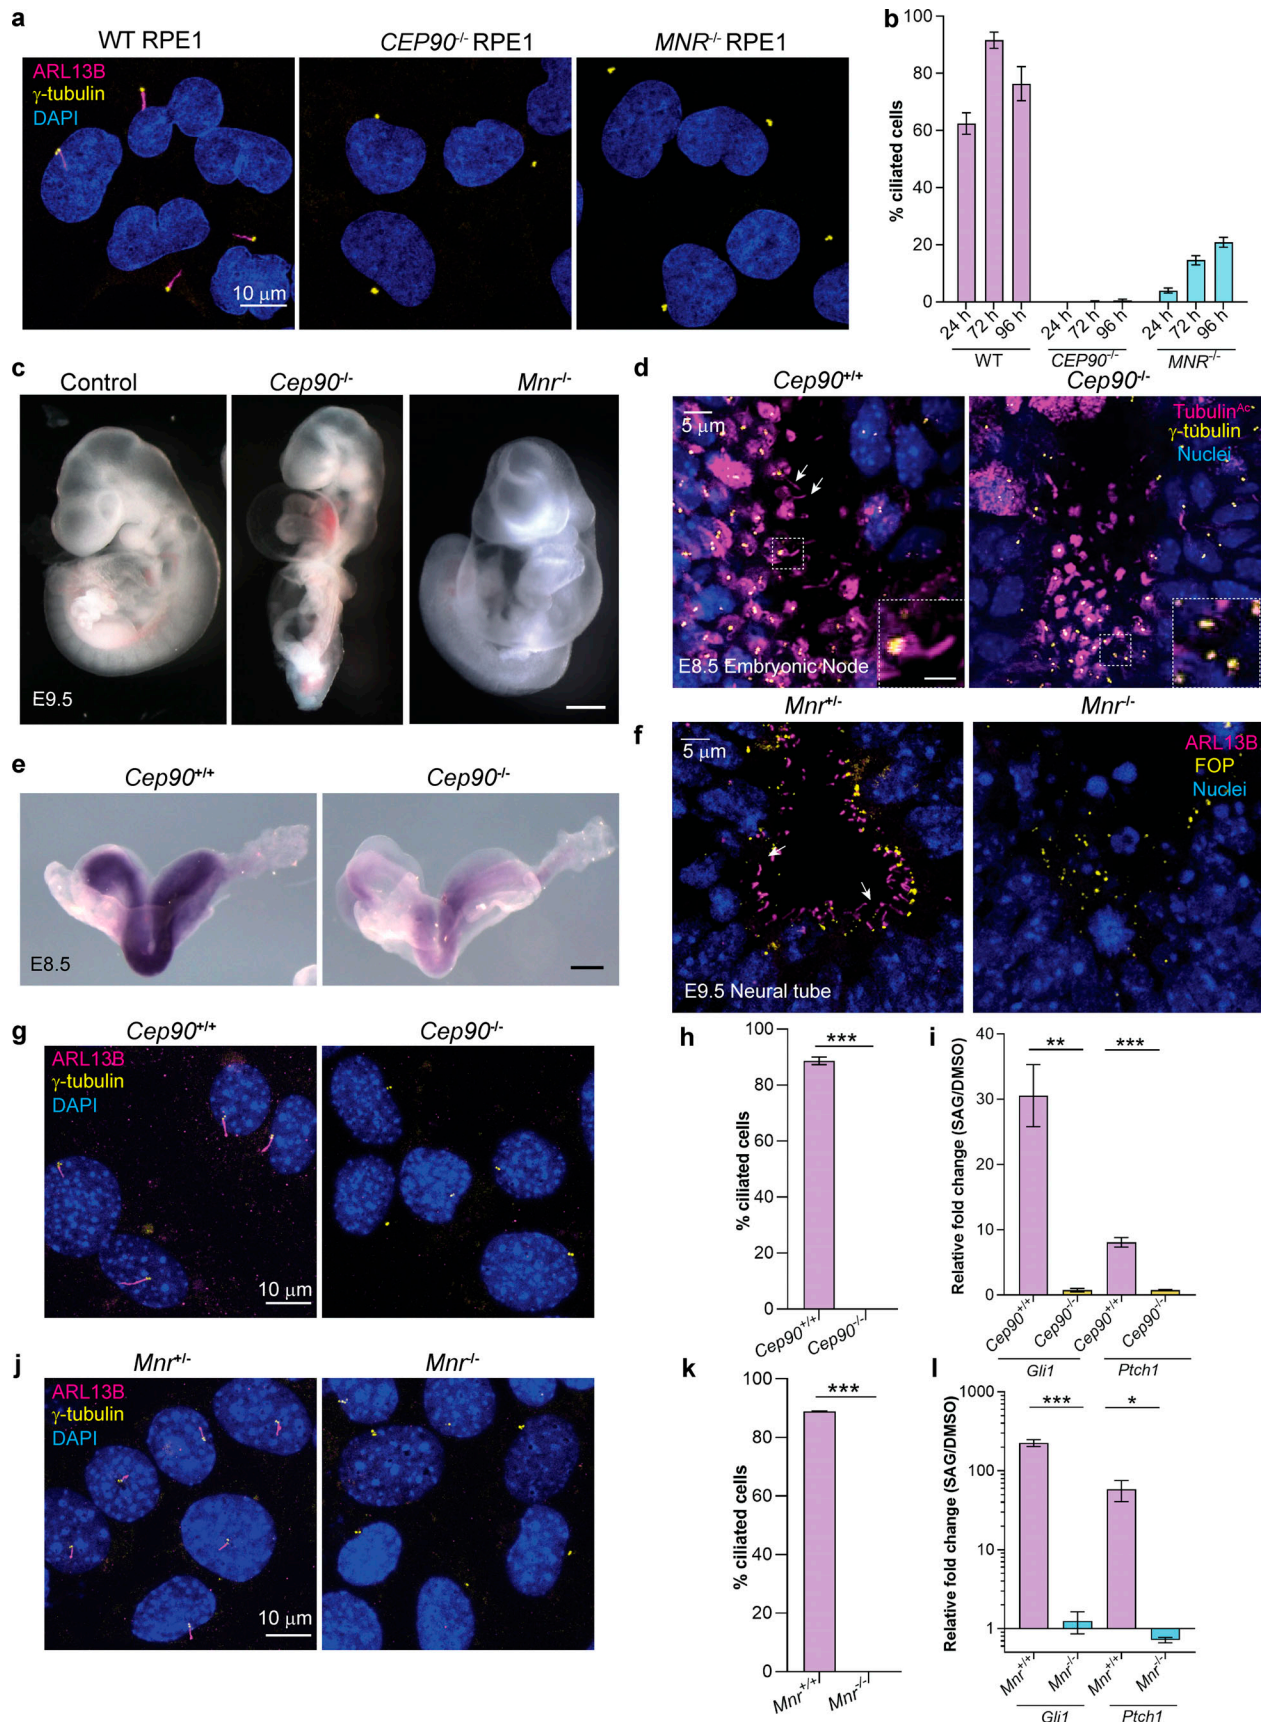 a
WT RPE1
CEP90-/- RPE1
MNR-/- RPE1
ARL13B
γ-tubulin
DAPI
10 μm
b
% ciliated cells
100
80
60
40
20
0
24 h
72 h
96 h
24 h
72 h
96 h
24 h
72 h
96 h
WT
CEP90-/-
MNR-/-
c
Control
Cep90-/-
Mnr-/-
E9.5
d
Cep90+/+
Cep90-/-
5 μm
TubulinAc
γ-tubulin
Nuclei
E8.5 Embryonic Node
e
Cep90+/+
Cep90-/-
E8.5
f
Mnr+/-
Mnr-/-
5 μm
ARL13B
FOP
Nuclei
E9.5 Neural tube
g
Cep90+/+
Cep90-/-
ARL13B
γ-tubulin
DAPI
10 μm
h
% ciliated cells
100
80
60
40
20
0
***
Cep90+/+
Cep90-/-
i
Relative fold change (SAG/DMSO)
40
30
20
10
0
**
***
Cep90+/+
Cep90-/-
Cep90+/+
Cep90-/-
Gli1
Ptch1
j
Mnr+/-
Mnr-/-
ARL13B
γ-tubulin
DAPI
10 μm
k
% ciliated cells
100
80
60
40
20
0
***
Mnr+/+
Mnr-/-
l
Relative fold change (SAG/DMSO)
1000
100
10
1
***
*
Mnr+/+
Mnr-/-
Mnr+/+
Mnr-/-
Gli1
Ptch1